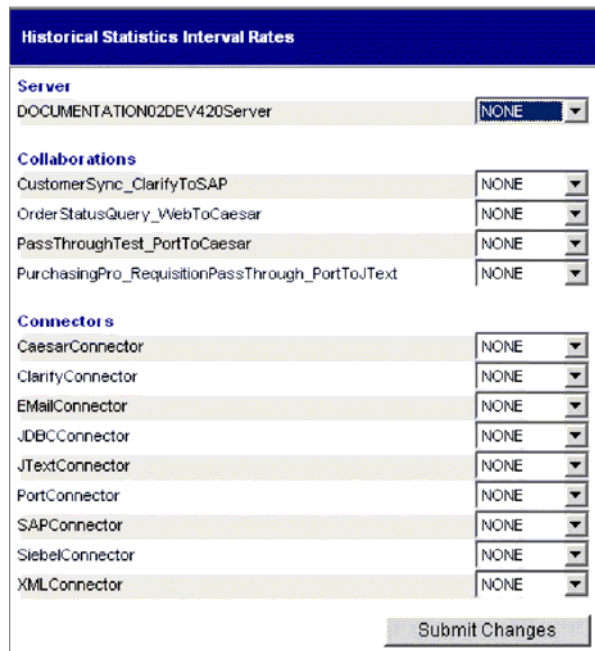 Historical Statistics Interval Rates
Server
DOCUMENTATION02DEV420Server NONE
Collaborations
CustomerSync_ClarifyToSAP NONE
OrderStatusQuery_WebToCaesar NONE
PassThroughTest_PortToCaesar NONE
PurchasingPro_RequisitionPassThrough_PortToJText NONE
Connectors
CaesarConnector NONE
ClarifyConnector NONE
EMailConnector NONE
JDBCConnector NONE
JTextConnector NONE
PortConnector NONE
SAPConnector NONE
SiebelConnector NONE
XMLConnector NONE
Submit Changes